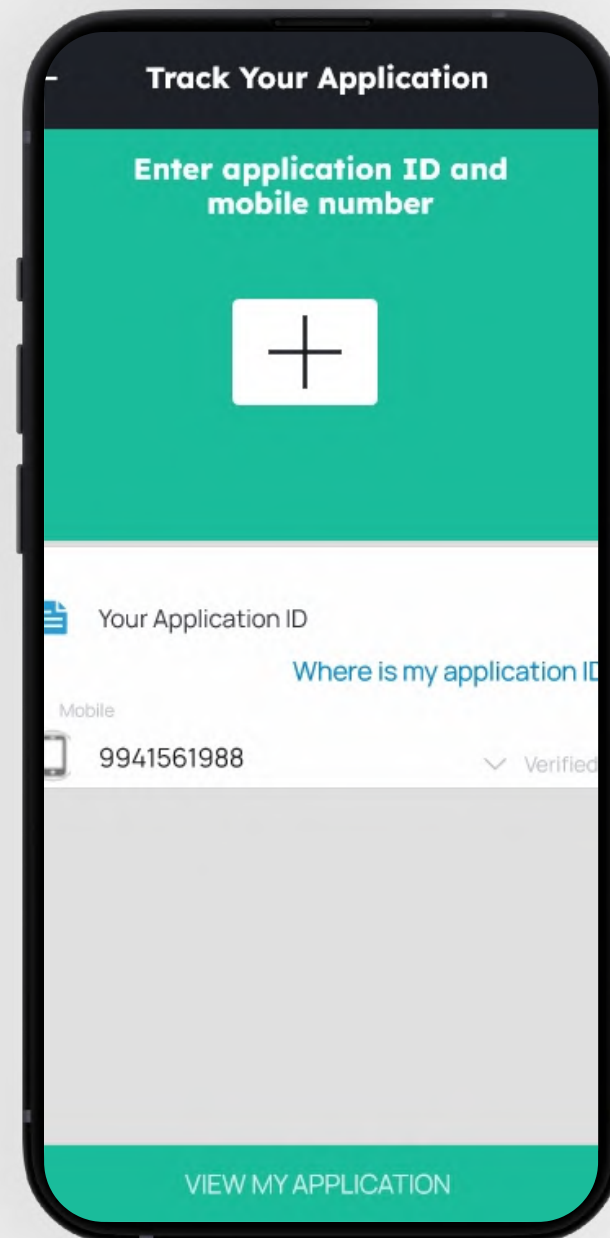 Track Your Application
Enter application ID and
mobile number
Your Application ID
Where is my application ID
Mobile
9941561988
Verified
VIEW MY APPLICATION